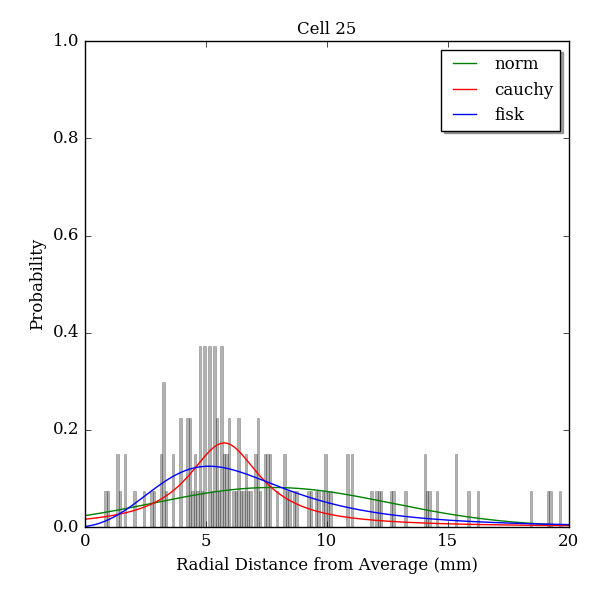 Cell 25
1.0
0.8
0.6
0.4
0.2
0.0
Probability
norm
cauchy
fisk
0 5 10 15 20
Radial Distance from Average (mm)